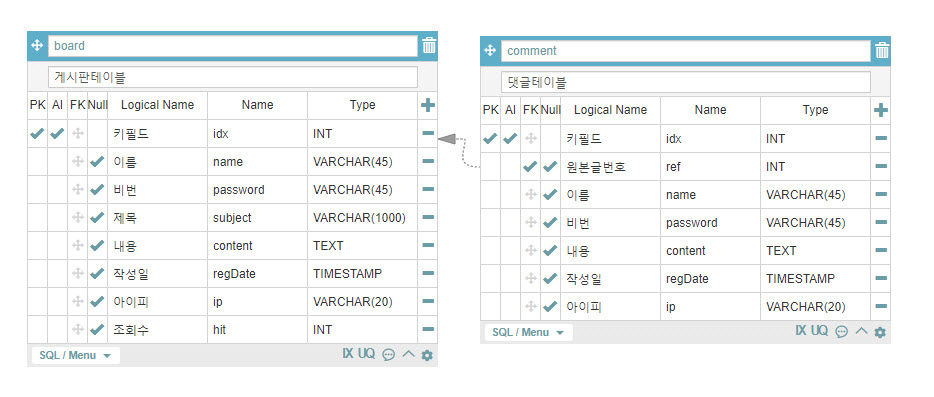 board
게시판테이블
PK AI FK Null Logical Name Name Type
키필드 idx INT
이름 name VARCHAR(45)
비번 password VARCHAR(45)
제목 subject VARCHAR(1000)
내용 content TEXT
작성일 regDate TIMESTAMP
아이피 ip VARCHAR(20)
조회수 hit INT
SQL / Menu IX UQ
comment
댓글테이블
PK AI FK Null Logical Name Name Type
키필드 idx INT
원본글번호 ref INT
이름 name VARCHAR(45)
비번 password VARCHAR(45)
내용 content TEXT
작성일 regDate TIMESTAMP
아이피 ip VARCHAR(20)
SQL / Menu IX UQ